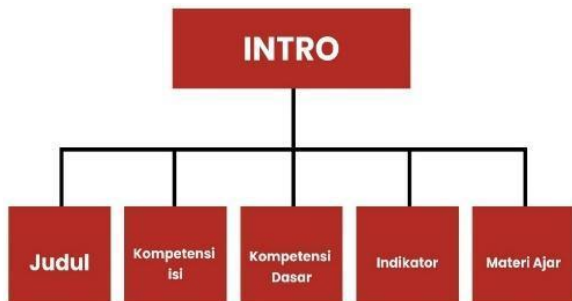 INTRO
Judul
Kompetensi
isi
Kompetensi
Dasar
Indikator
Materi Ajar